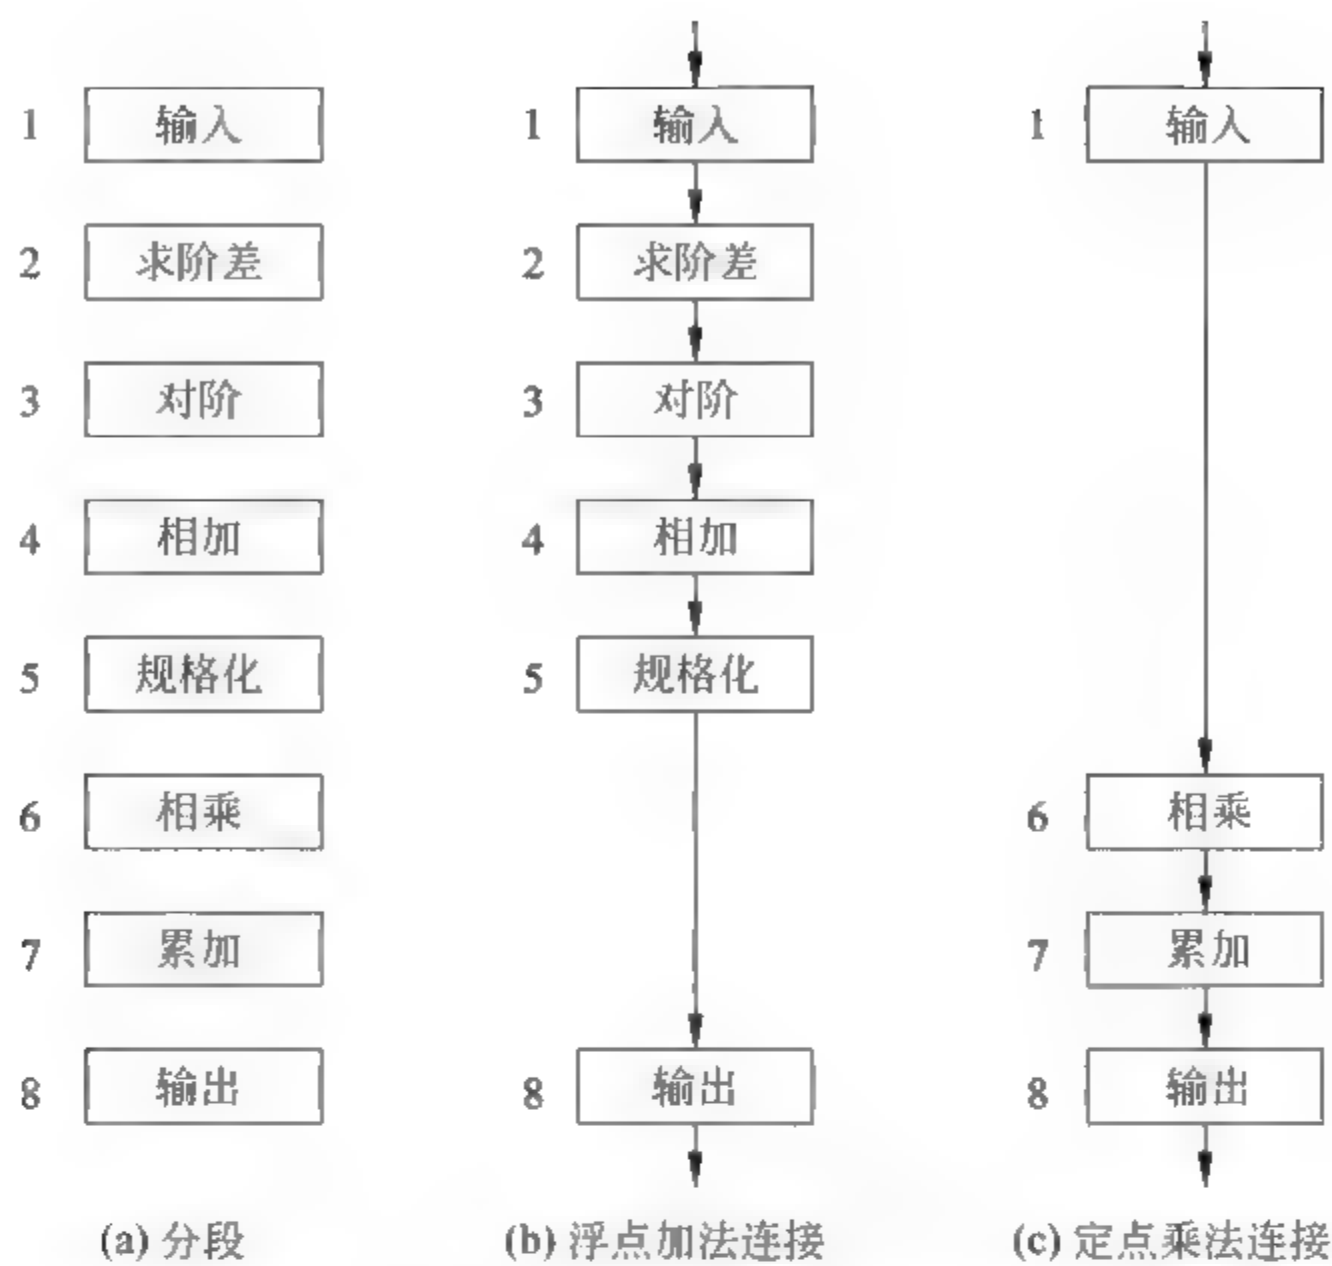 1 输入
2 求阶差
3 对阶
4 相加
5 规格化
6 相乘
7 累加
8 输出
(a) 分段
1 输入
2 求阶差
3 对阶
4 相加
5 规格化
8 输出
(b) 浮点加法连接
1 输入
6 相乘
7 累加
8 输出
(c) 定点乘法连接